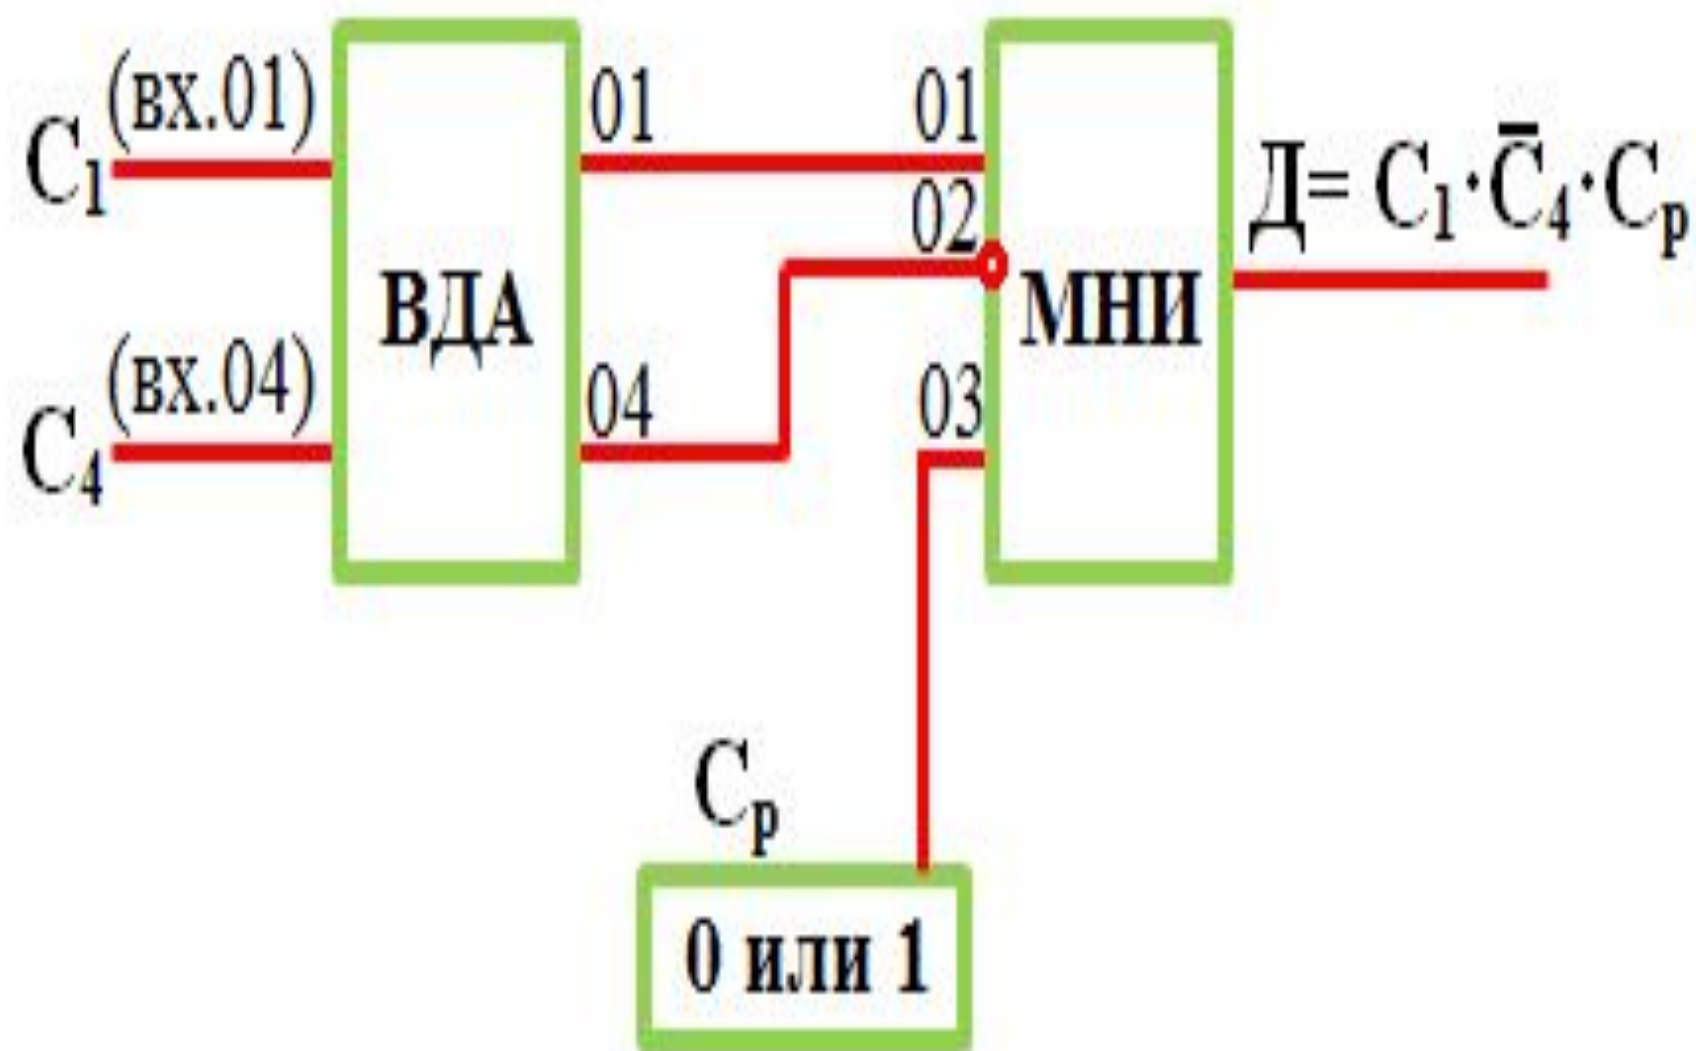 C₁ (вх.01)
C₄ (вх.04)
ВДА
01
04
01
02
03
МНИ
Д= C₁·C̄₄·Cₚ
Cₚ
0 или 1